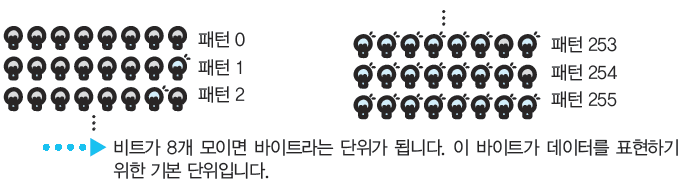 패턴 0
패턴 1
패턴 2
패턴 253
패턴 254
패턴 255
비트가 8개 모이면 바이트라는 단위가 됩니다. 이 바이트가 데이터를 표현하기
위한 기본 단위입니다.